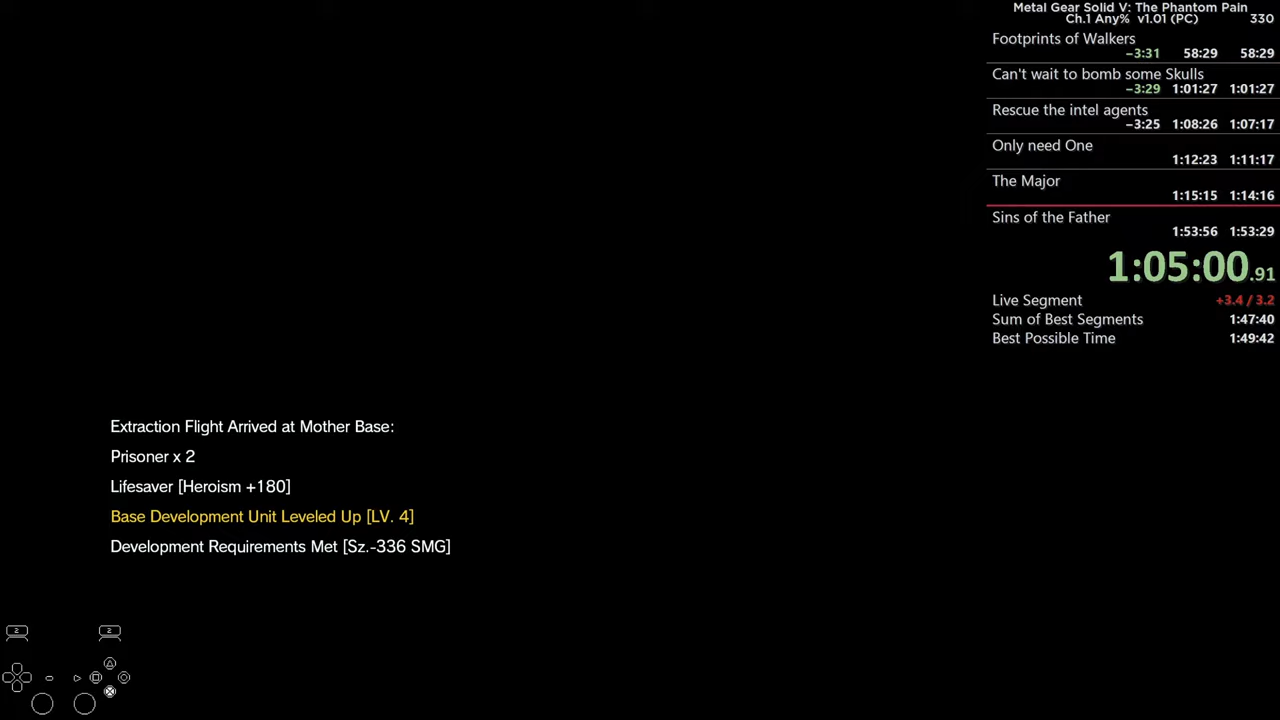 Metal Gear Solid V: The Phantom Pain
Ch.1 Any% v1.01 (PC) 330
Footprints of Walkers
−3:31 58:29 58:29
Can't wait to bomb some Skulls
−3:29 1:01:27 1:01:27
Rescue the intel agents
−3:25 1:08:26 1:07:17
Only need One
1:12:23 1:11:17
The Major
1:15:15 1:14:16
Sins of the Father
1:53:56 1:53:29
1:05:00.91
Live Segment +3.4 / 3.2
Sum of Best Segments 1:47:40
Best Possible Time 1:49:42
Extraction Flight Arrived at Mother Base:
Prisoner x 2
Lifesaver [Heroism +180]
Base Development Unit Leveled Up [LV. 4]
Development Requirements Met [Sz.-336 SMG]
2 2